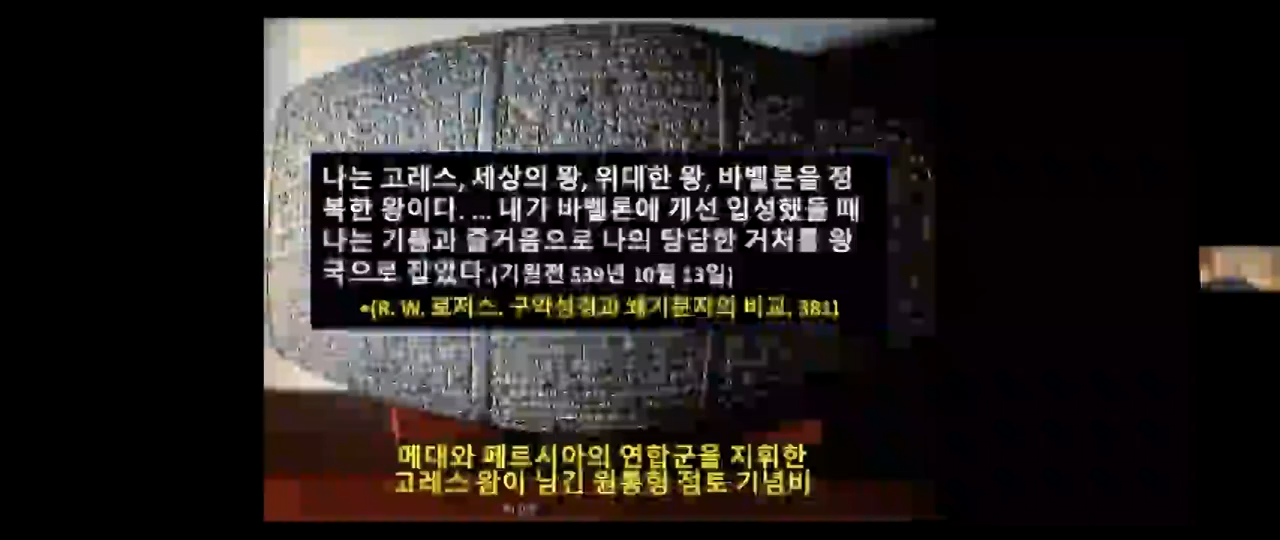 나는 고레스, 세상의 왕, 위대한 왕, 바벨론을 점
복한 왕이다. ... 내가 바벨론에 개선 입성했을 때
나는 기쁨과 즐거움으로 나의 담담한 거처를 왕
국으로 삼았다.(기원전 539년 10월 13일)
*(R. W. 로저스. 구약성경과 쐐기문자의 비교, 381)
메대와 페르시아의 연합군을 지휘한
고레스 왕이 남긴 원통형 점토 기념비